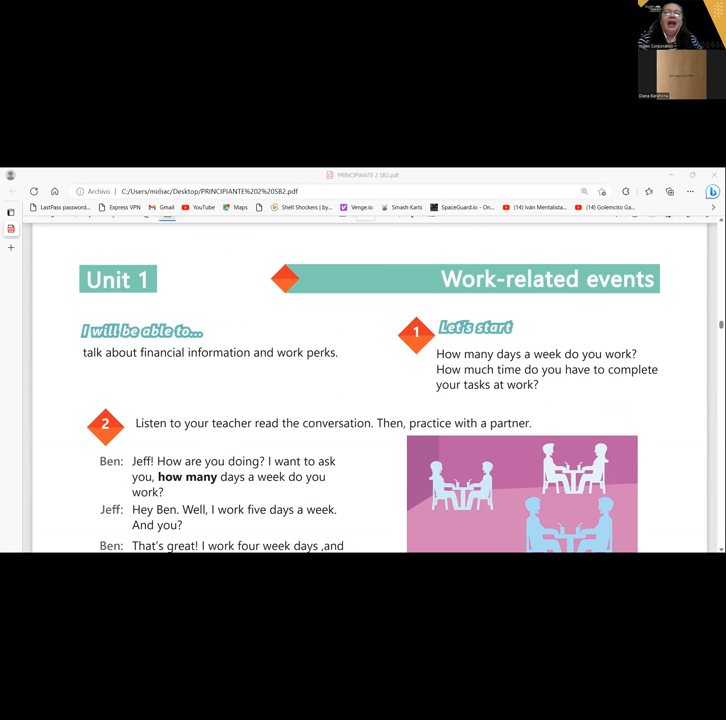 Ingles Corporativo
Diana Barahona
PRINCIPIANTE 2 SB2.pdf
Archivo | C:/Users/michac/Desktop/PRINCIPIANTE%202%20SB2.pdf
LastPass password... Express VPN Gmail YouTube Maps Shell Shockers | by... Venge.io Smash Karts SpaceGuard.io - On... (14) Iván Mentalista... (14) Golemcito Ga...
Unit 1
Work-related events
I will be able to...
talk about financial information and work perks.
1
Let's start
How many days a week do you work?
How much time do you have to complete
your tasks at work?
2
Listen to your teacher read the conversation. Then, practice with a partner.
Ben: Jeff! How are you doing? I want to ask
you, how many days a week do you
work?
Jeff: Hey Ben. Well, I work five days a week.
And you?
Ben: That's great! I work four week days ,and